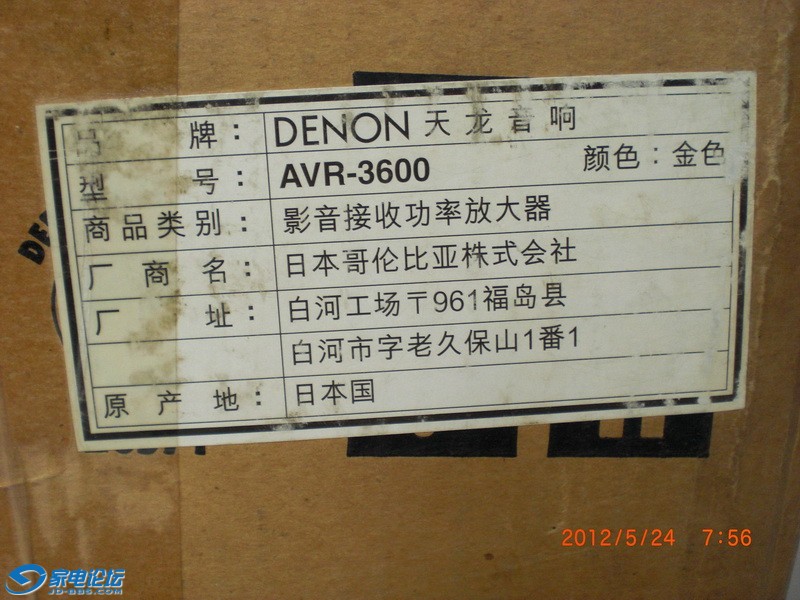 品 牌： DENON 天龙音响
型 号： AVR-3600 颜色：金色
商品类别： 影音接收功率放大器
厂 商 名： 日本哥伦比亚株式会社
厂 址： 白河工场〒961福岛县
白河市字老久保山1番1
原 产 地： 日本国
2012/5/24 7:56
家电论坛
JD-BBS.COM